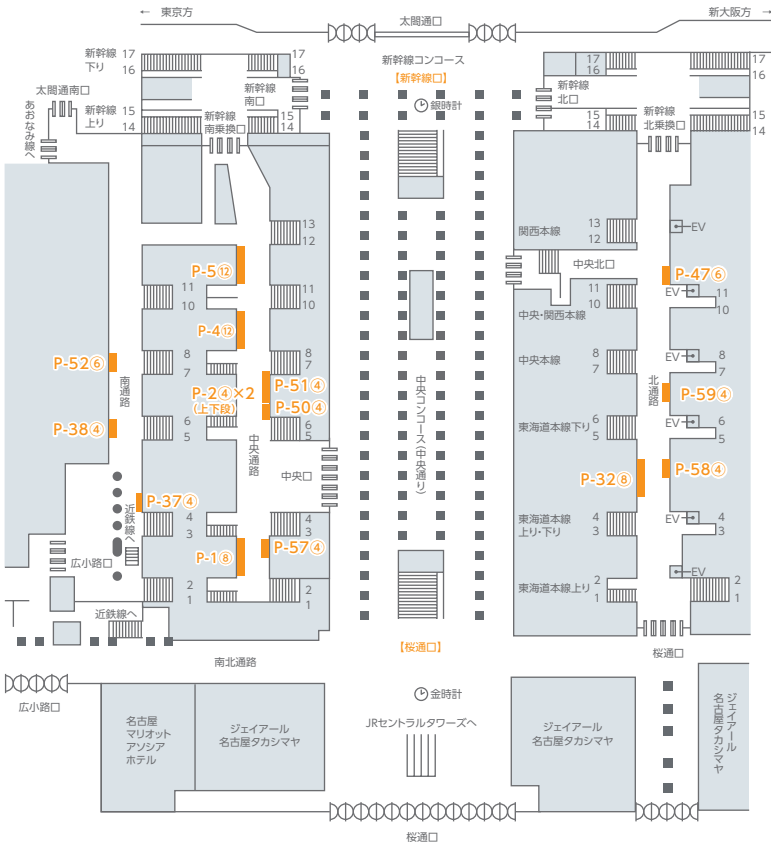 ← 東京方
太閤通口
新大阪方 →
新幹線 17
下り 16
17
16
新幹線コンコース
【新幹線口】
17
16
17
16
太閤通南口
新幹線
南口
新幹線
北口
あおなみ線へ
新幹線 15
上り 14
新幹線
南乗換口
15
14
銀時計
15
14
新幹線
北乗換口
15
14
13
12
関西本線
13
12
EV
中央北口
P-5⑫
P-47⑥
11
10
11
10
中央・関西本線
11
10
EV
11
10
P-4⑫
P-52⑥
南通路
8
7
8
7
中央本線
8
7
EV
8
7
P-2④×2
(上下段)
P-51④
P-50④
中央コンコース(中央通り)
北通路
P-59④
P-38④
6
5
中央通路
6
5
東海道本線下り
6
5
EV
6
5
中央口
P-58④
P-32⑧
P-37④
近鉄線へ
4
3
4
3
東海道本線
上り・下り
4
3
EV
4
3
広小路口
P-1⑧
P-57④
EV
2
1
2
1
東海道本線上り
2
1
2
1
近鉄線へ
【桜通口】
桜通口
南北通路
広小路口
金時計
名古屋
マリオット
アソシア
ホテル
ジェイアール
名古屋タカシマヤ
JRセントラルタワーズへ
ジェイアール
名古屋タカシマヤ
ジェイアール
名古屋タカシマヤ
桜通口